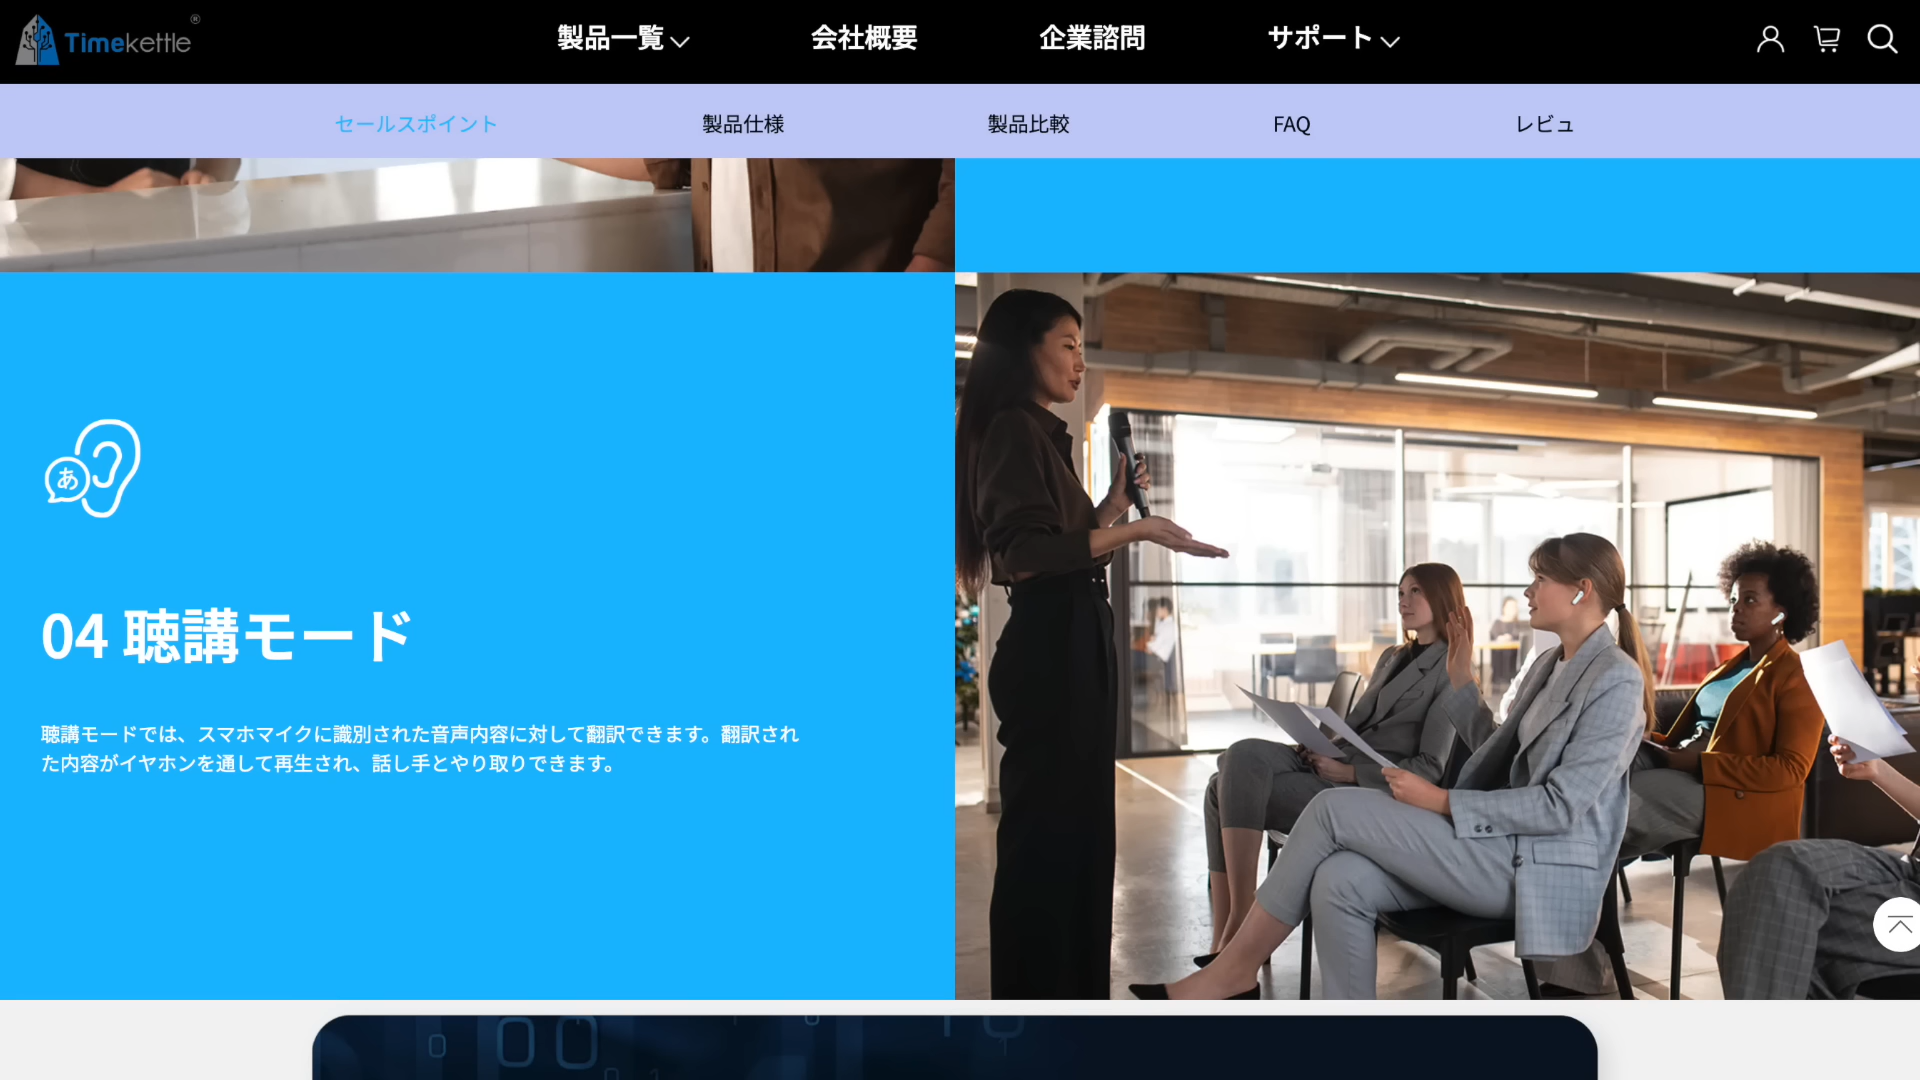 Timekettle®
製品一覧
会社概要
企業諮問
サポート
セールスポイント
製品仕様
製品比較
FAQ
レビュ
あ
04 聴講モード
聴講モードでは、スマホマイクに識別された音声内容に対して翻訳できます。翻訳され
た内容がイヤホンを通して再生され、話し手とやり取りできます。